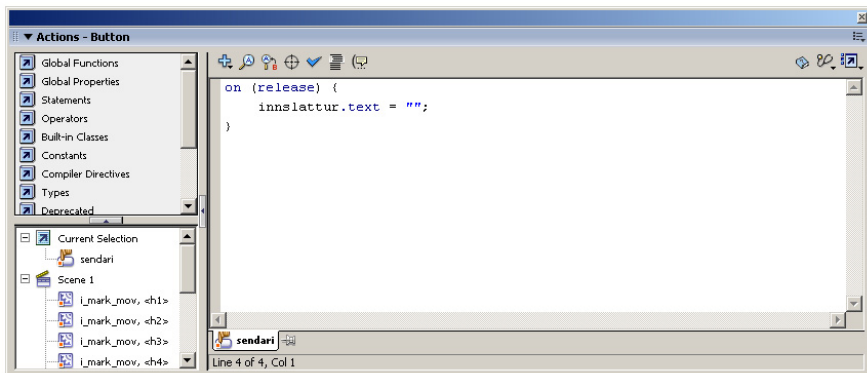 Actions - Button
Global Functions
Global Properties
Statements
Operators
Built-in Classes
Constants
Compiler Directives
Types
Deprecated
Current Selection
sendari
Scene 1
i_mark_mov, <h1>
i_mark_mov, <h2>
i_mark_mov, <h3>
i_mark_mov, <h4>
on (release) {
innslattur.text = "";
}
sendari
Line 4 of 4, Col 1